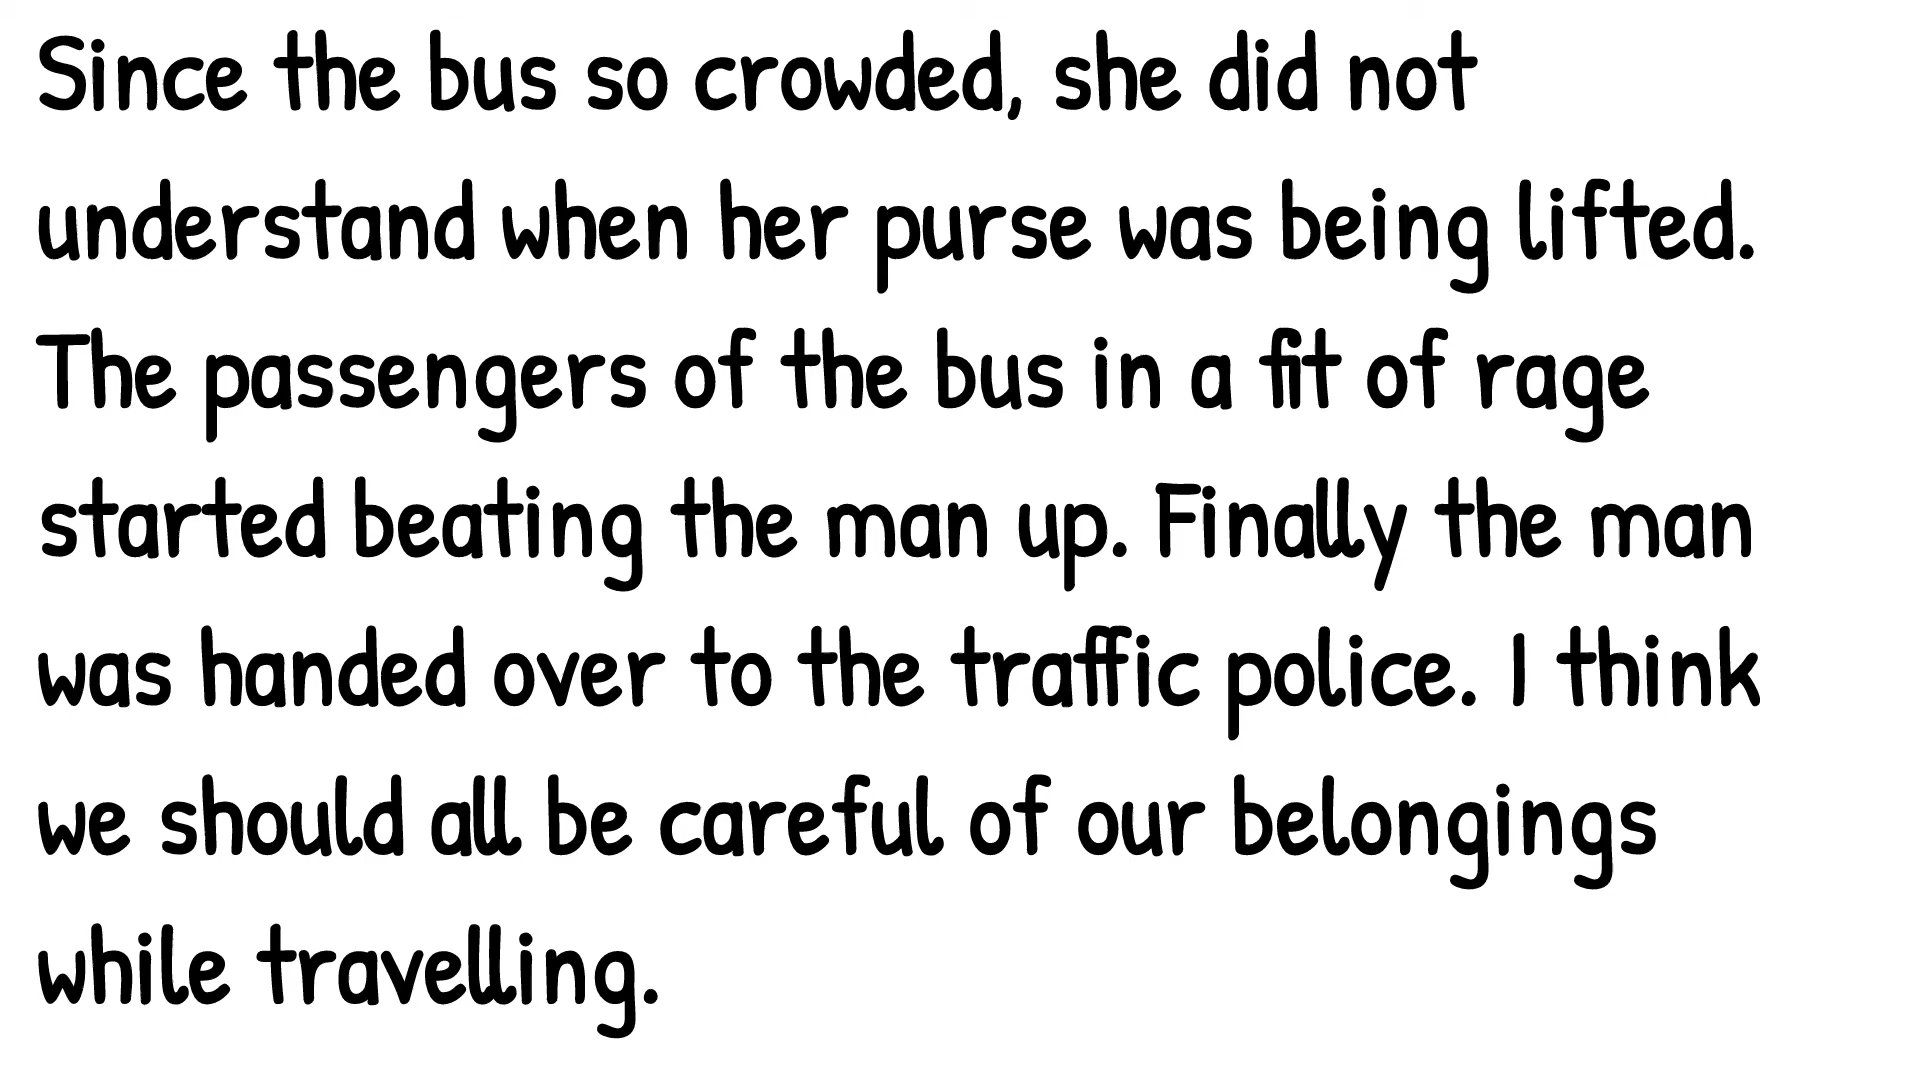 Since the bus so crowded, she did not
understand when her purse was being lifted.
The passengers of the bus in a fit of rage
started beating the man up. Finally the man
was handed over to the traffic police. I think
we should all be careful of our belongings
while travelling.